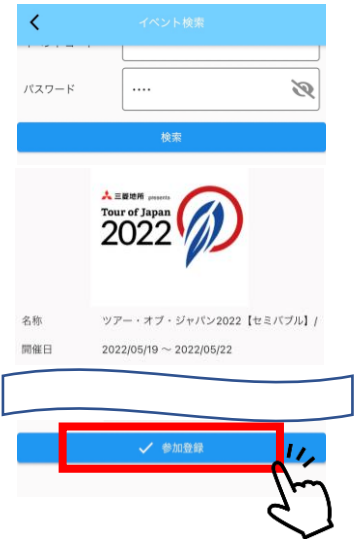 イベント検索
パスワード
....
検索
三菱地所 presents
Tour of Japan
2022
名称 ツアー・オブ・ジャパン2022【セミバブル】/
開催日 2022/05/19 ～ 2022/05/22
参加登録